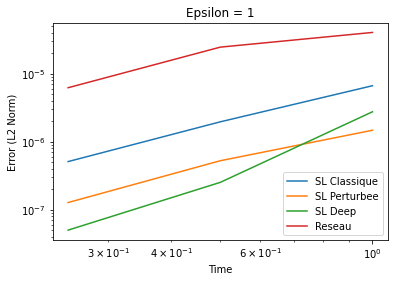 Epsilon = 1
Error (L2 Norm)
10⁻⁵
10⁻⁶
10⁻⁷
SL Classique
SL Perturbee
SL Deep
Reseau
3 × 10⁻¹ 4 × 10⁻¹ 6 × 10⁻¹ 10⁰
Time